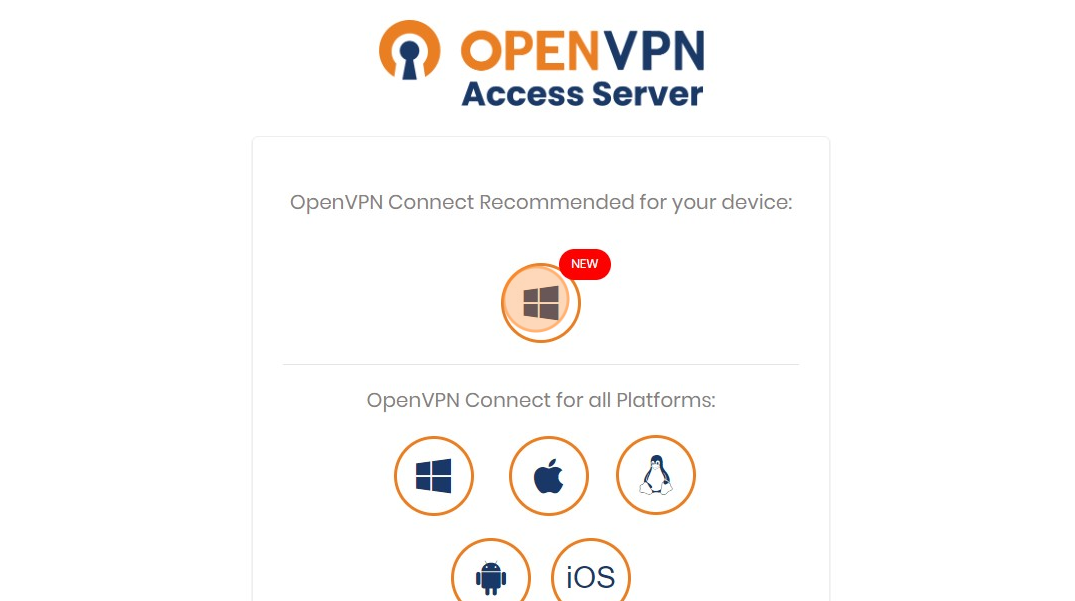 OPENVPN
Access Server
OpenVPN Connect Recommended for your device:
NEW
OpenVPN Connect for all Platforms:
iOS